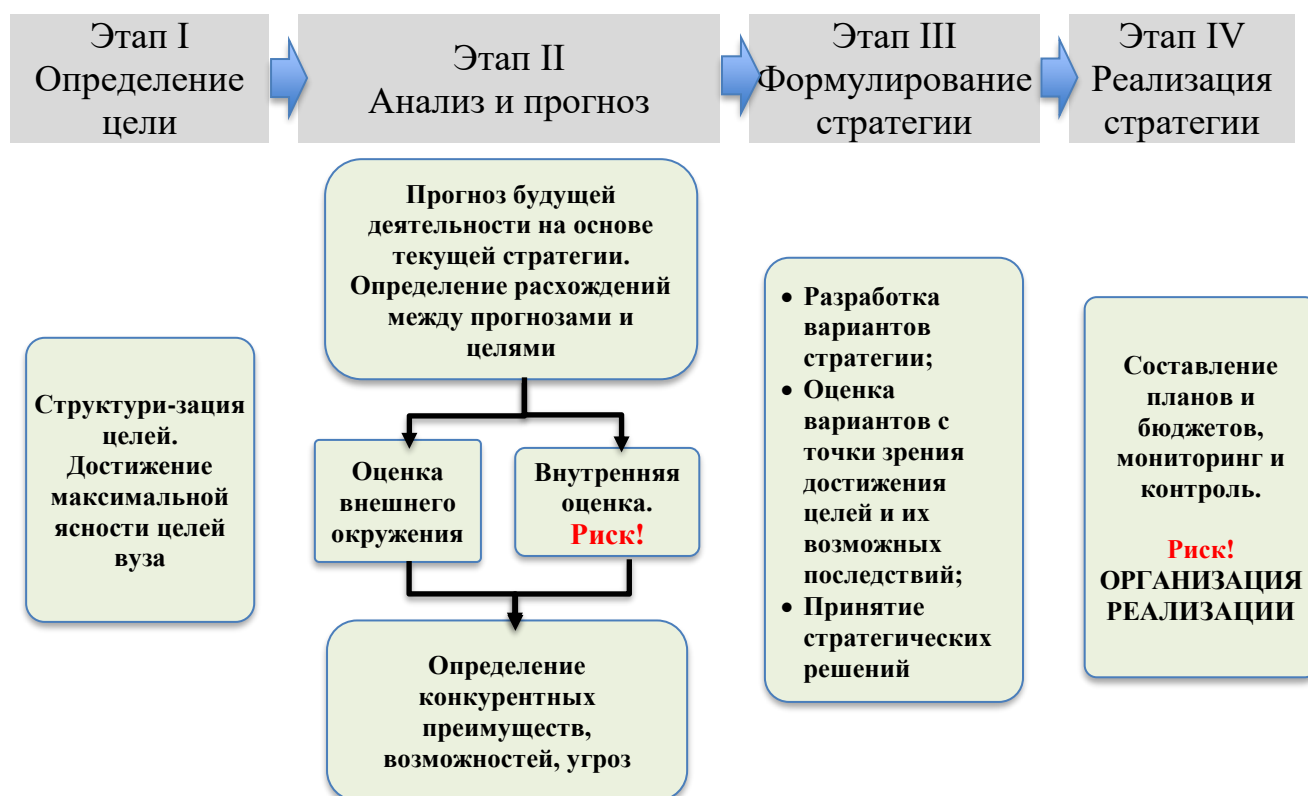 Этап I
Определение
цели
Этап II
Анализ и прогноз
Этап III
Формулирование
стратегии
Этап IV
Реализация
стратегии
Структури-зация
целей.
Достижение
максимальной
ясности целей
вуза
Прогноз будущей
деятельности на основе
текущей стратегии.
Определение расхождений
между прогнозами и
целями
Оценка
внешнего
окружения
Внутренняя
оценка.
Риск!
Определение
конкурентных
преимуществ,
возможностей, угроз
• Разработка
вариантов
стратегии;
• Оценка
вариантов с
точки зрения
достижения
целей и их
возможных
последствий;
• Принятие
стратегических
решений
Составление
планов и
бюджетов,
мониторинг и
контроль.
Риск!
ОРГАНИЗАЦИЯ
РЕАЛИЗАЦИИ